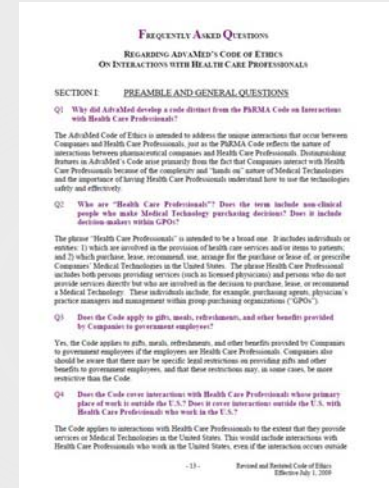 FREQUENTLY ASKED QUESTIONS
REGARDING ADVAMED'S CODE OF ETHICS
ON INTERACTIONS WITH HEALTH CARE PROFESSIONALS
SECTION I: PREAMBLE AND GENERAL QUESTIONS
Q1 Why did AdvaMed develop a code distinct from the PhRMA Code on Interactions
with Health Care Professionals?
The AdvaMed Code of Ethics is intended to address the unique interactions that occur between
Companies and Health Care Professionals, just as the PhRMA Code reflects the nature of
interactions between pharmaceutical companies and Health Care Professionals. Distinguishing
features in AdvaMed's Code arise primarily from the fact that Companies interact with Health
Care Professionals because of the complexity and "hands on" nature of Medical Technologies
and the importance of having Health Care Professionals understand how to use the technologies
safely and effectively.
Q2 Who are "Health Care Professionals"? Does the term include non-clinical
people who make Medical Technology purchasing decisions? Does it include
decision-makers within GPOs?
The phrase "Health Care Professionals" is intended to be a broad one. It includes individuals or
entities: 1) which are involved in the provision of health care services and/or items to patients;
and 2) which purchase, lease, recommend, use, arrange for the purchase or lease of, or prescribe
Companies' Medical Technologies in the United States. The phrase Health Care Professional
includes both persons providing services (such as licensed physicians) and persons who do not
provide services directly but who are involved in the decision to purchase, lease, or recommend
a Medical Technology. These individuals include, for example, purchasing agents, physician's
practice managers and management within group purchasing organizations ("GPOs").
Q3 Does the Code apply to gifts, meals, refreshments, and other benefits provided
by Companies to government employees?
Yes, the Code applies to gifts, meals, refreshments, and other benefits provided by Companies
to government employees if the employees are Health Care Professionals. Companies also
should be aware that there may be specific legal restrictions on providing gifts and other
benefits to government employees, and that these restrictions may, in some cases, be more
restrictive than the Code.
Q4 Does the Code cover interactions with Health Care Professionals whose primary
place of work is outside the U.S.? Does it cover interactions outside the U.S. with
Health Care Professionals who work in the U.S.?
The Code applies to interactions with Health Care Professionals to the extent that they provide
services or Medical Technologies in the United States. This would include interactions with
Health Care Professionals who work in the United States, even if the interaction occurs outside
- 13 -
Revised and Restated Code of Ethics
Effective July 1, 2009